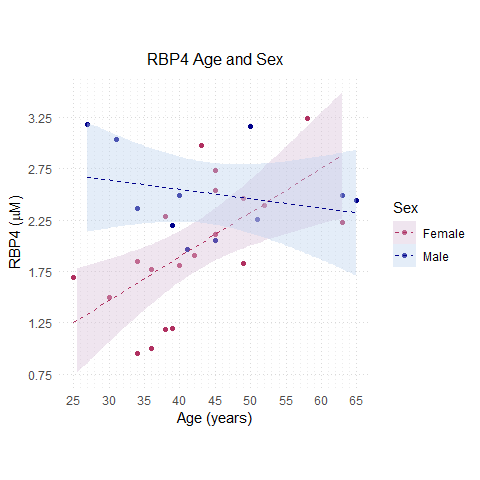 RBP4 Age and Sex
RBP4 (µM)
3.25
2.75
2.25
1.75
1.25
0.75
25 30 35 40 45 50 55 60 65
Age (years)
Sex
Female
Male